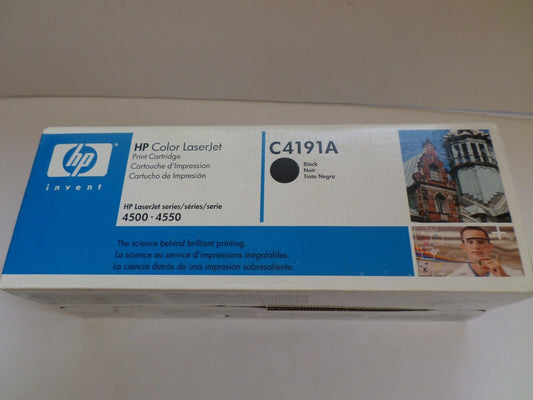 hp
invent
HP Color LaserJet
Print Cartridge
Cartouche d'impression
Cartucho de Impresión
HP LaserJet series/séries/serie
4500 · 4550
C4191A
Black
Noir
Tinta Negra
The science behind brilliant printing.
La science au service d'impressions inégalables.
La ciencia detrás de una impresión sobresaliente.
K